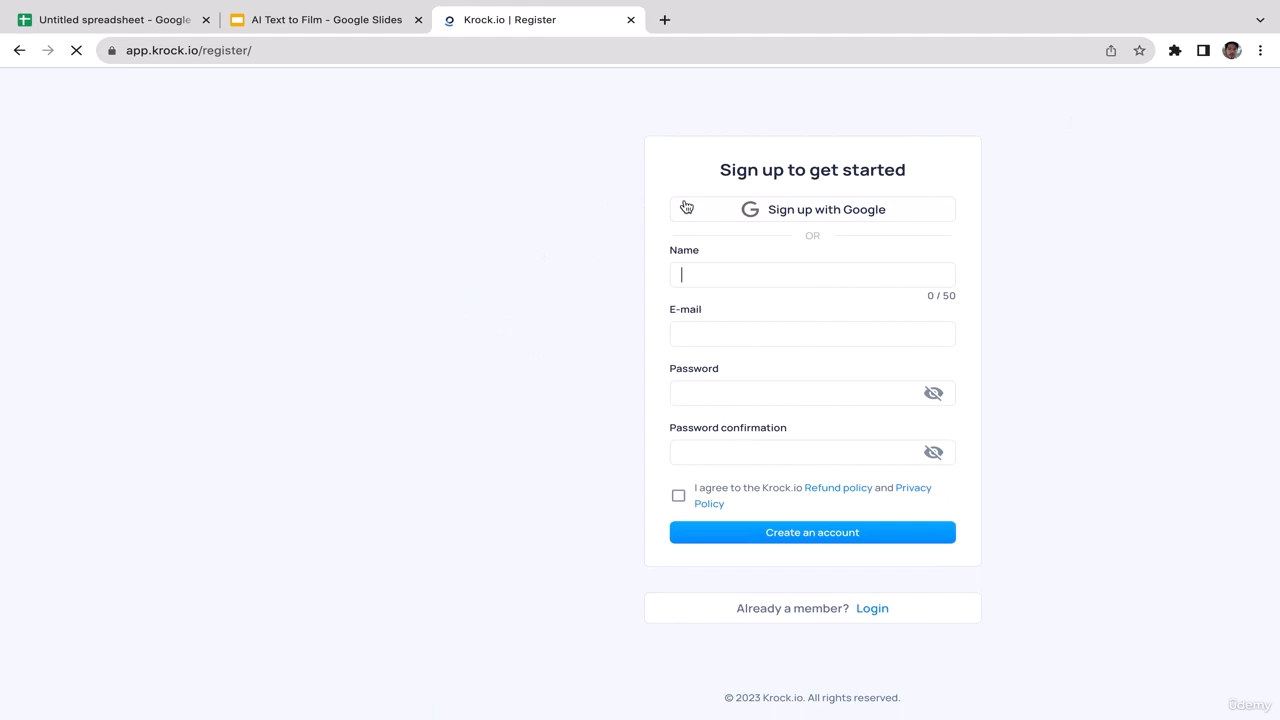 Untitled spreadsheet - Google
AI Text to Film - Google Slides
Krock.io | Register
app.krock.io/register/
Sign up to get started
Sign up with Google
OR
Name
0 / 50
E-mail
Password
Password confirmation
I agree to the Krock.io Refund policy and Privacy
Policy
Create an account
Already a member? Login
© 2023 Krock.io. All rights reserved.
ûdemy